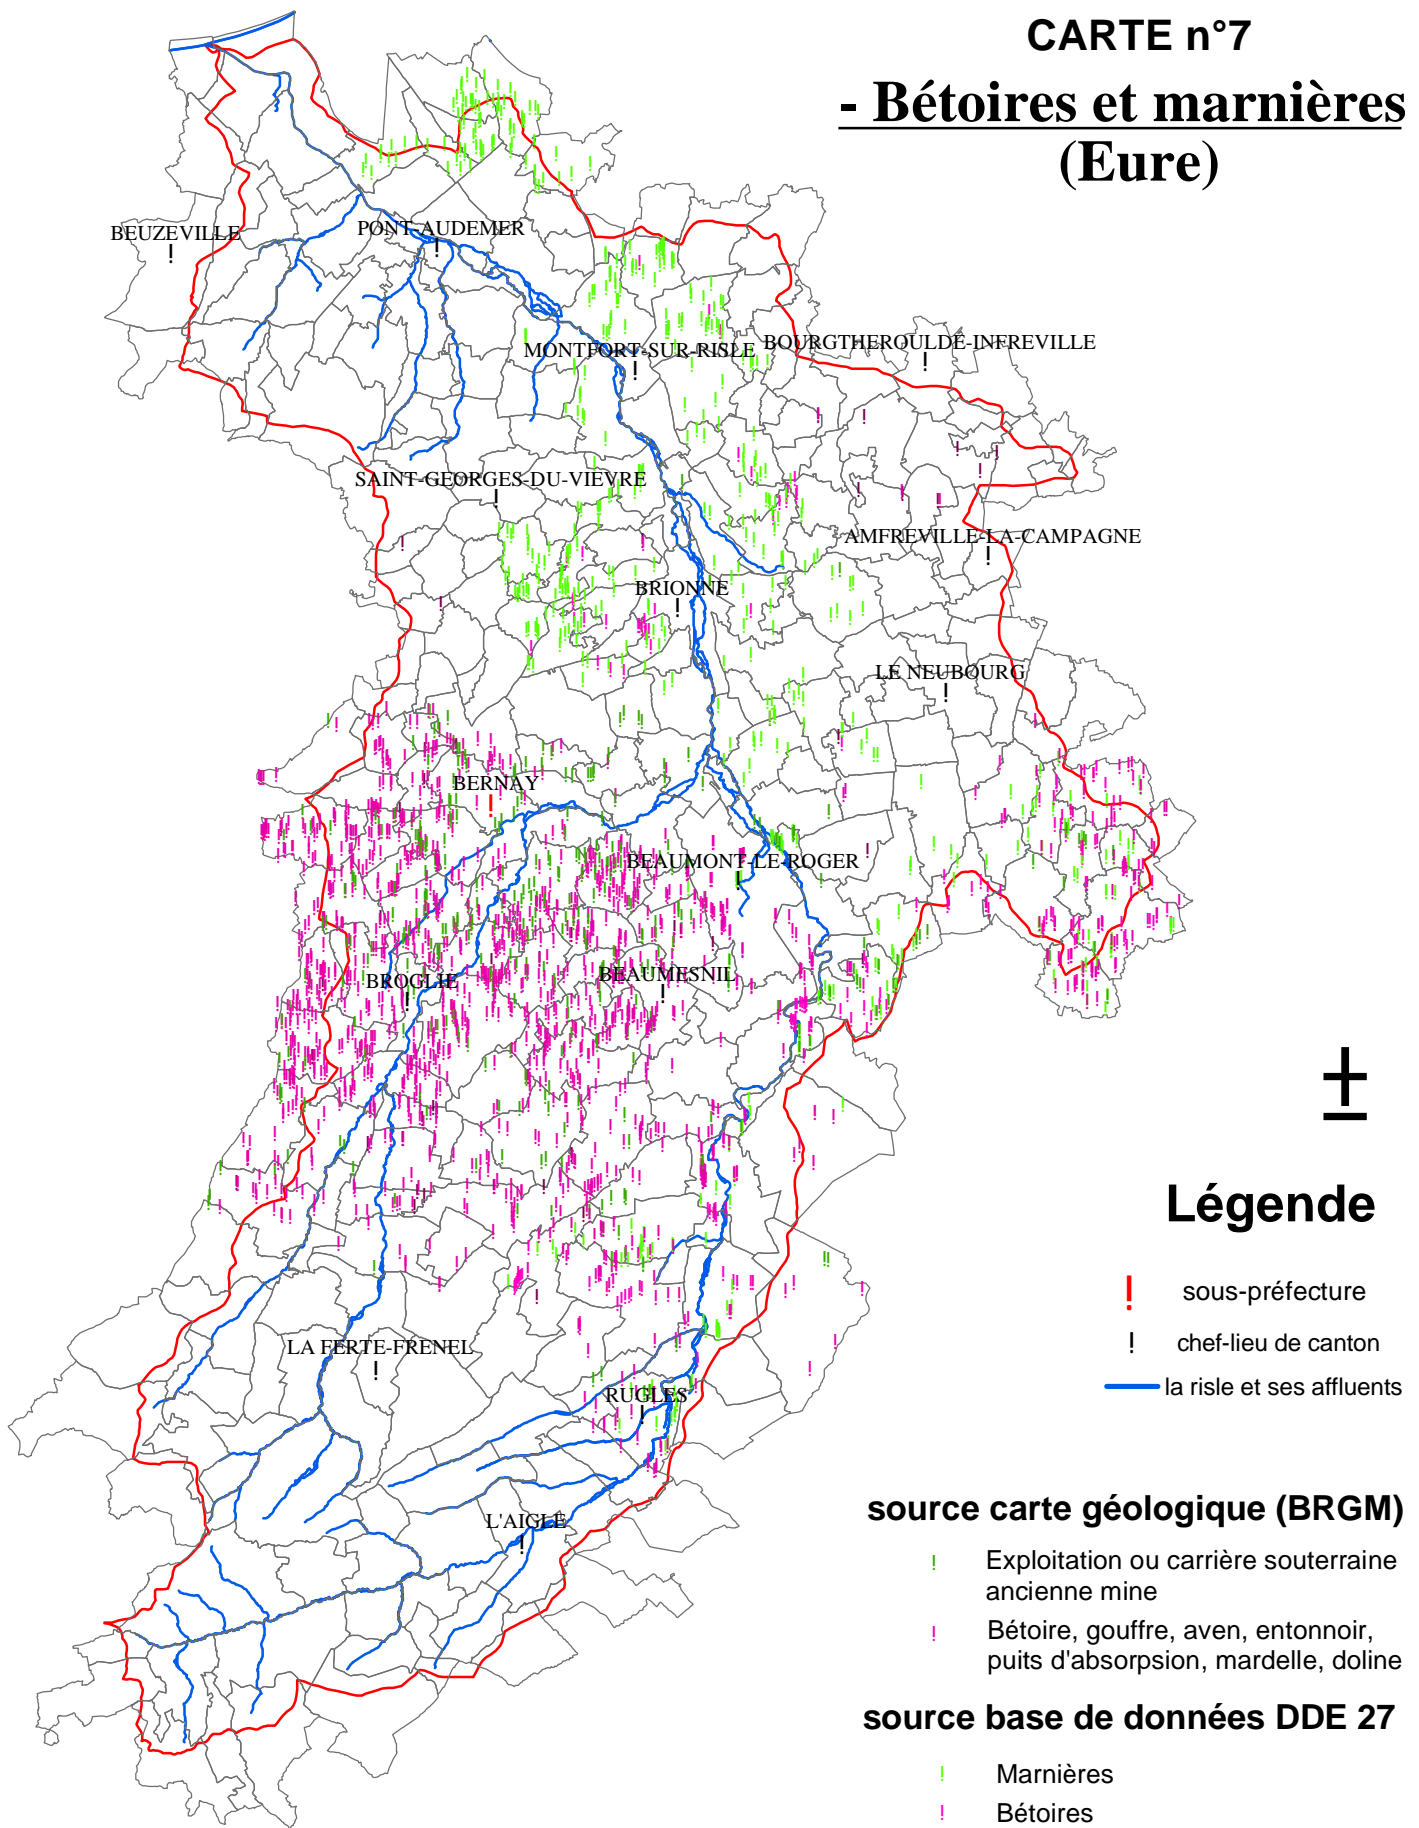 CARTE n°7
- Bétoires et marnières
(Eure)
BEUZEVILLE
PONT-AUDEMER
MONTFORT-SUR-RISLE
BOURGTHEROULDE-INFREVILLE
SAINT-GEORGES-DU-VIEVRE
AMFREVILLE-LA-CAMPAGNE
BRIONNE
LE NEUBOURG
BERNAY
BEAUMONT-LE-ROGER
BROGLIE
BEAUMESNIL
LA FERTE-FRENEL
RUGLES
L'AIGLE
±
Légende
! sous-préfecture
! chef-lieu de canton
la risle et ses affluents
source carte géologique (BRGM)
! Exploitation ou carrière souterraine
ancienne mine
! Bétoire, gouffre, aven, entonnoir,
puits d'absorpsion, mardelle, doline
source base de données DDE 27
! Marnières
! Bétoires